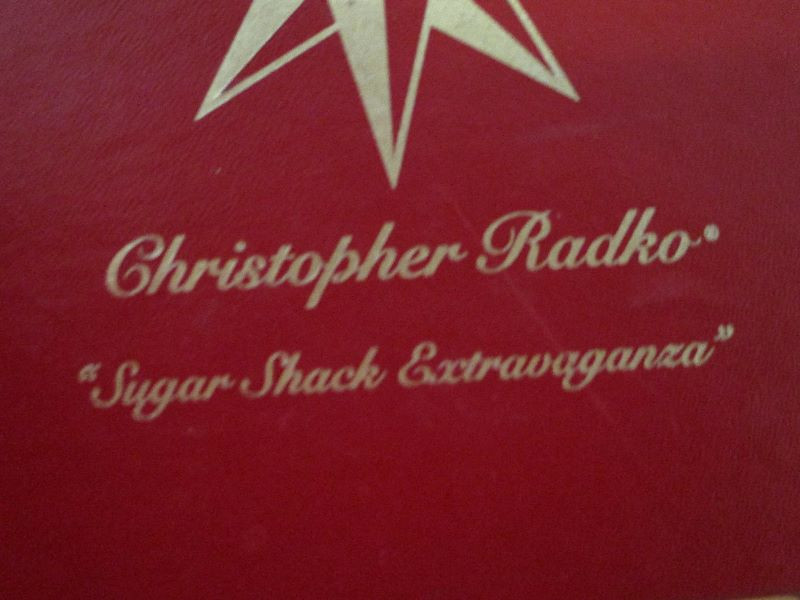 Christopher Radko®
“Sugar Shack Extravaganza”